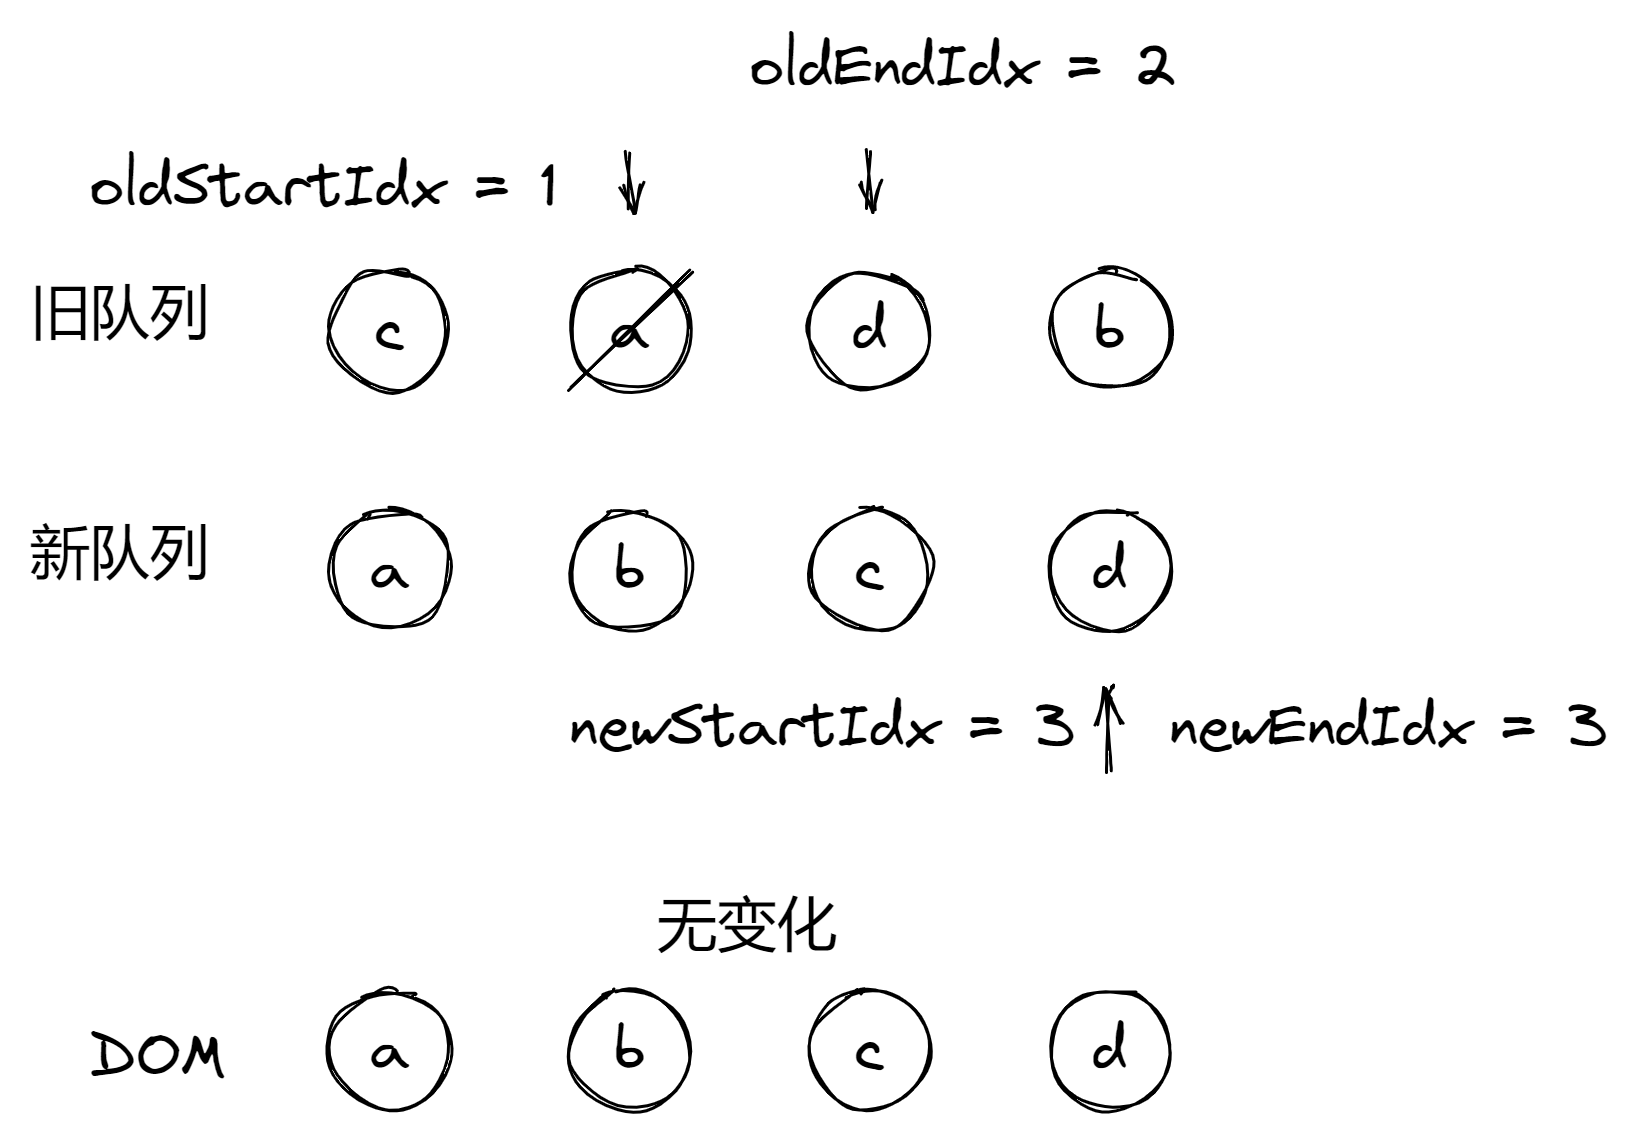 oldEndIdx = 2
oldStartIdx = 1
旧队列 c a d b
新队列 a b c d
newStartIdx = 3 newEndIdx = 3
无变化
DOM a b c d